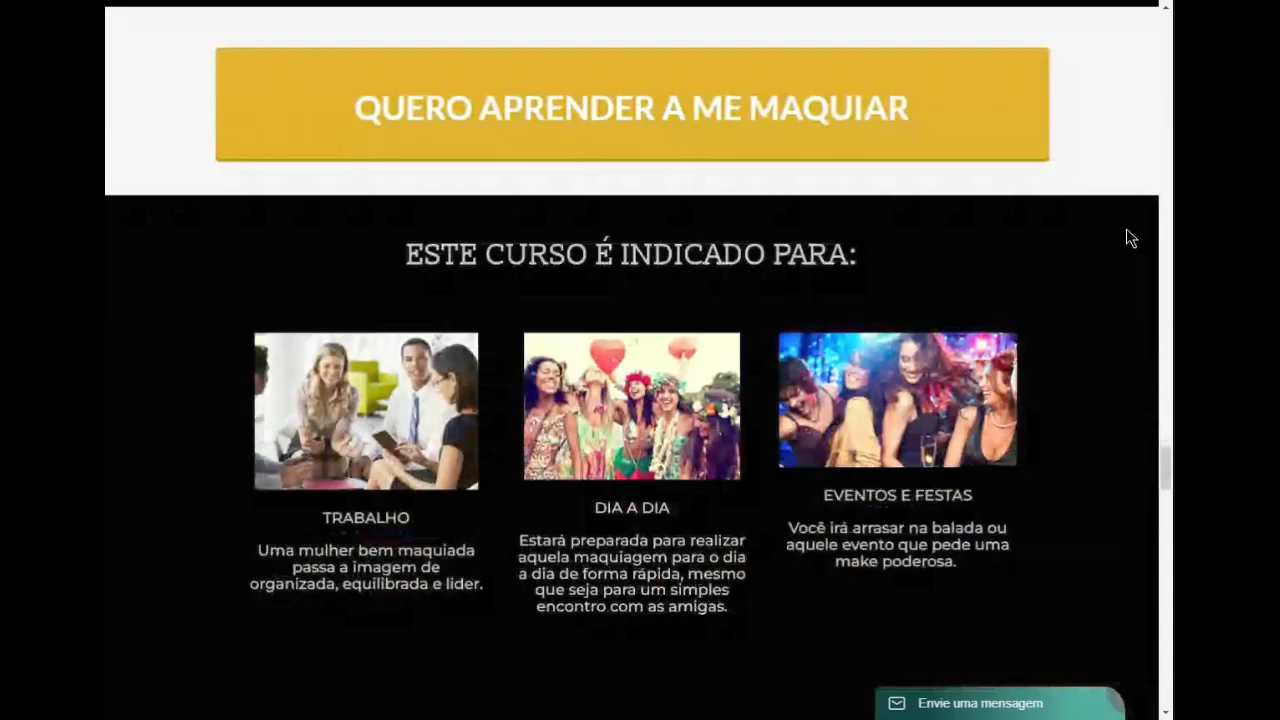 QUERO APRENDER A ME MAQUIAR
ESTE CURSO É INDICADO PARA:
TRABALHO
Uma mulher bem maquiada
passa a imagem de
organizada, equilibrada e lider.
DIA A DIA
Estará preparada para realizar
aquela maquiagem para o dia
a dia de forma rápida, mesmo
que seja para um simples
encontro com as amigas.
EVENTOS E FESTAS
Você irá arrasar na balada ou
aquele evento que pede uma
make poderosa.
Envie uma mensagem